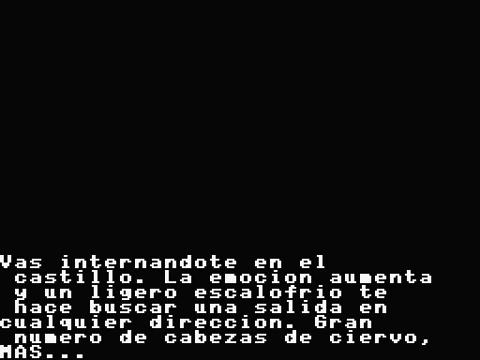 Vas internandote en el
castillo. La emocion aumenta
y un ligero escalofrio te
hace buscar una salida en
cualquier direccion. Gran
numero de cabezas de ciervo,
MAS...